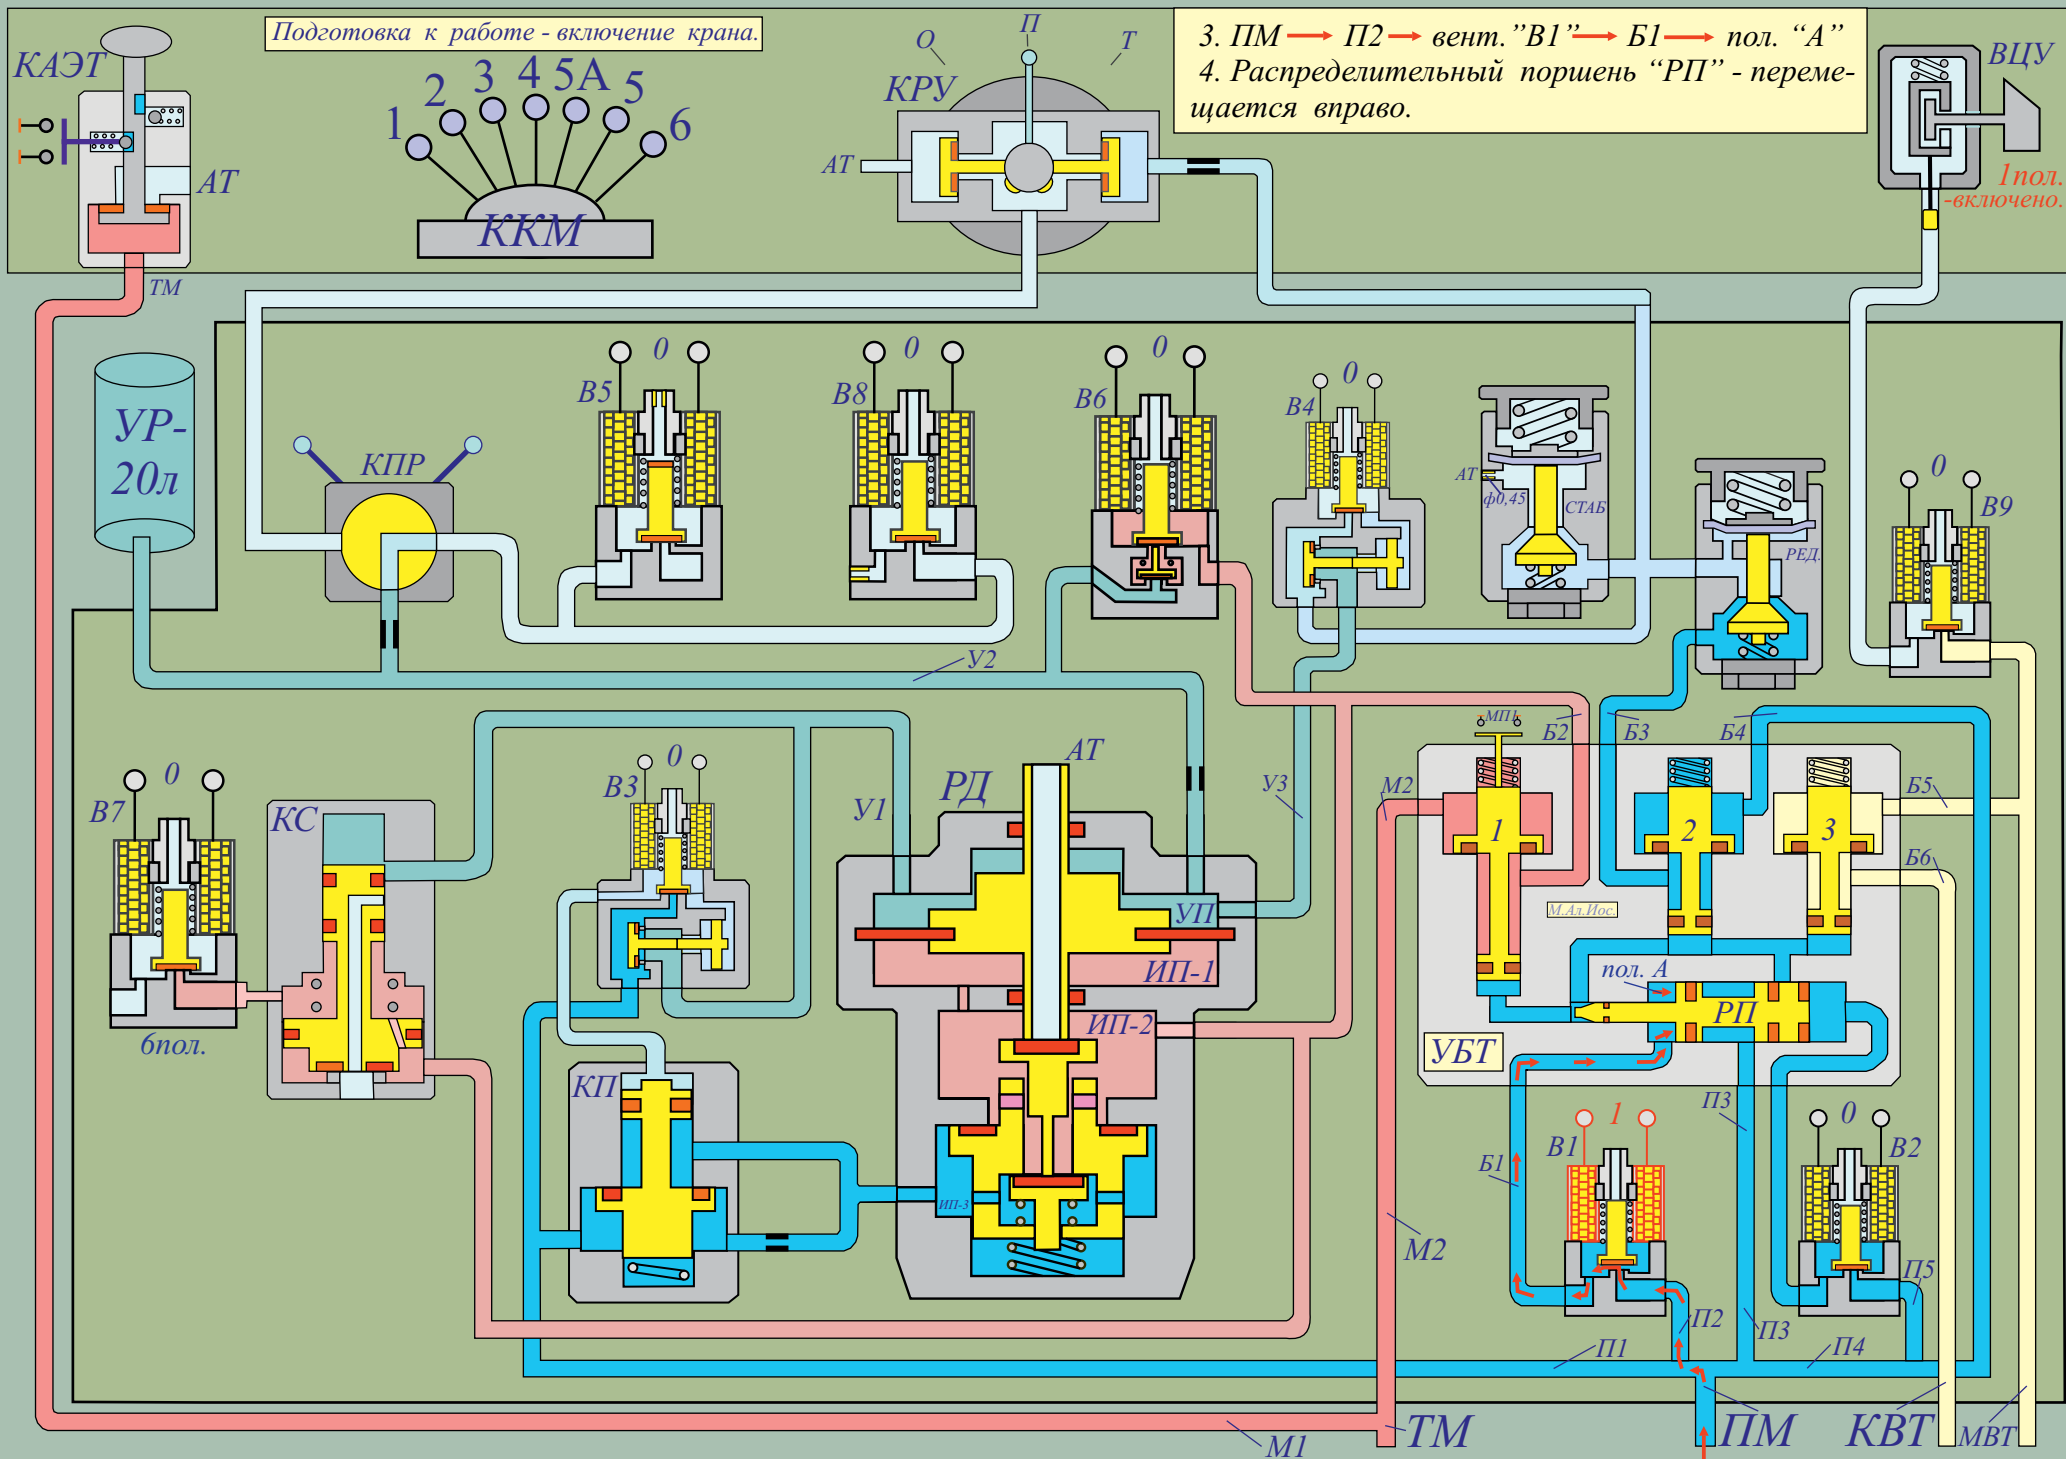 Подготовка к работе - включение крана.
3. ПМ → П2 → вент. ”В1” → Б1 → пол. “А”
4. Распределительный поршень “РП” - переме-
щается вправо.
КАЭТ
АТ
ТМ
1
2
3
4
5А
5
6
ККМ
О
П
Т
КРУ
АТ
ВЦУ
1пол.
-включено.
УР-
20л
КПР
0
В5
0
В8
0
В6
0
В4
АТ
ф0,45
СТАБ
РЕД.
0
В9
У2
0
В7
6пол.
КС
0
В3
У1
РД
АТ
УП
ИП-1
ИП-2
ИП-3
КП
У3
М2
МП1
Б2
Б3
Б4
Б5
Б6
1
2
3
М.Ал.Иос.
пол. А
РП
УБТ
П3
1
В1
Б1
0
В2
П5
М2
П2
П3
П1
П4
М1
ТМ
ПМ
КВТ
МВТ